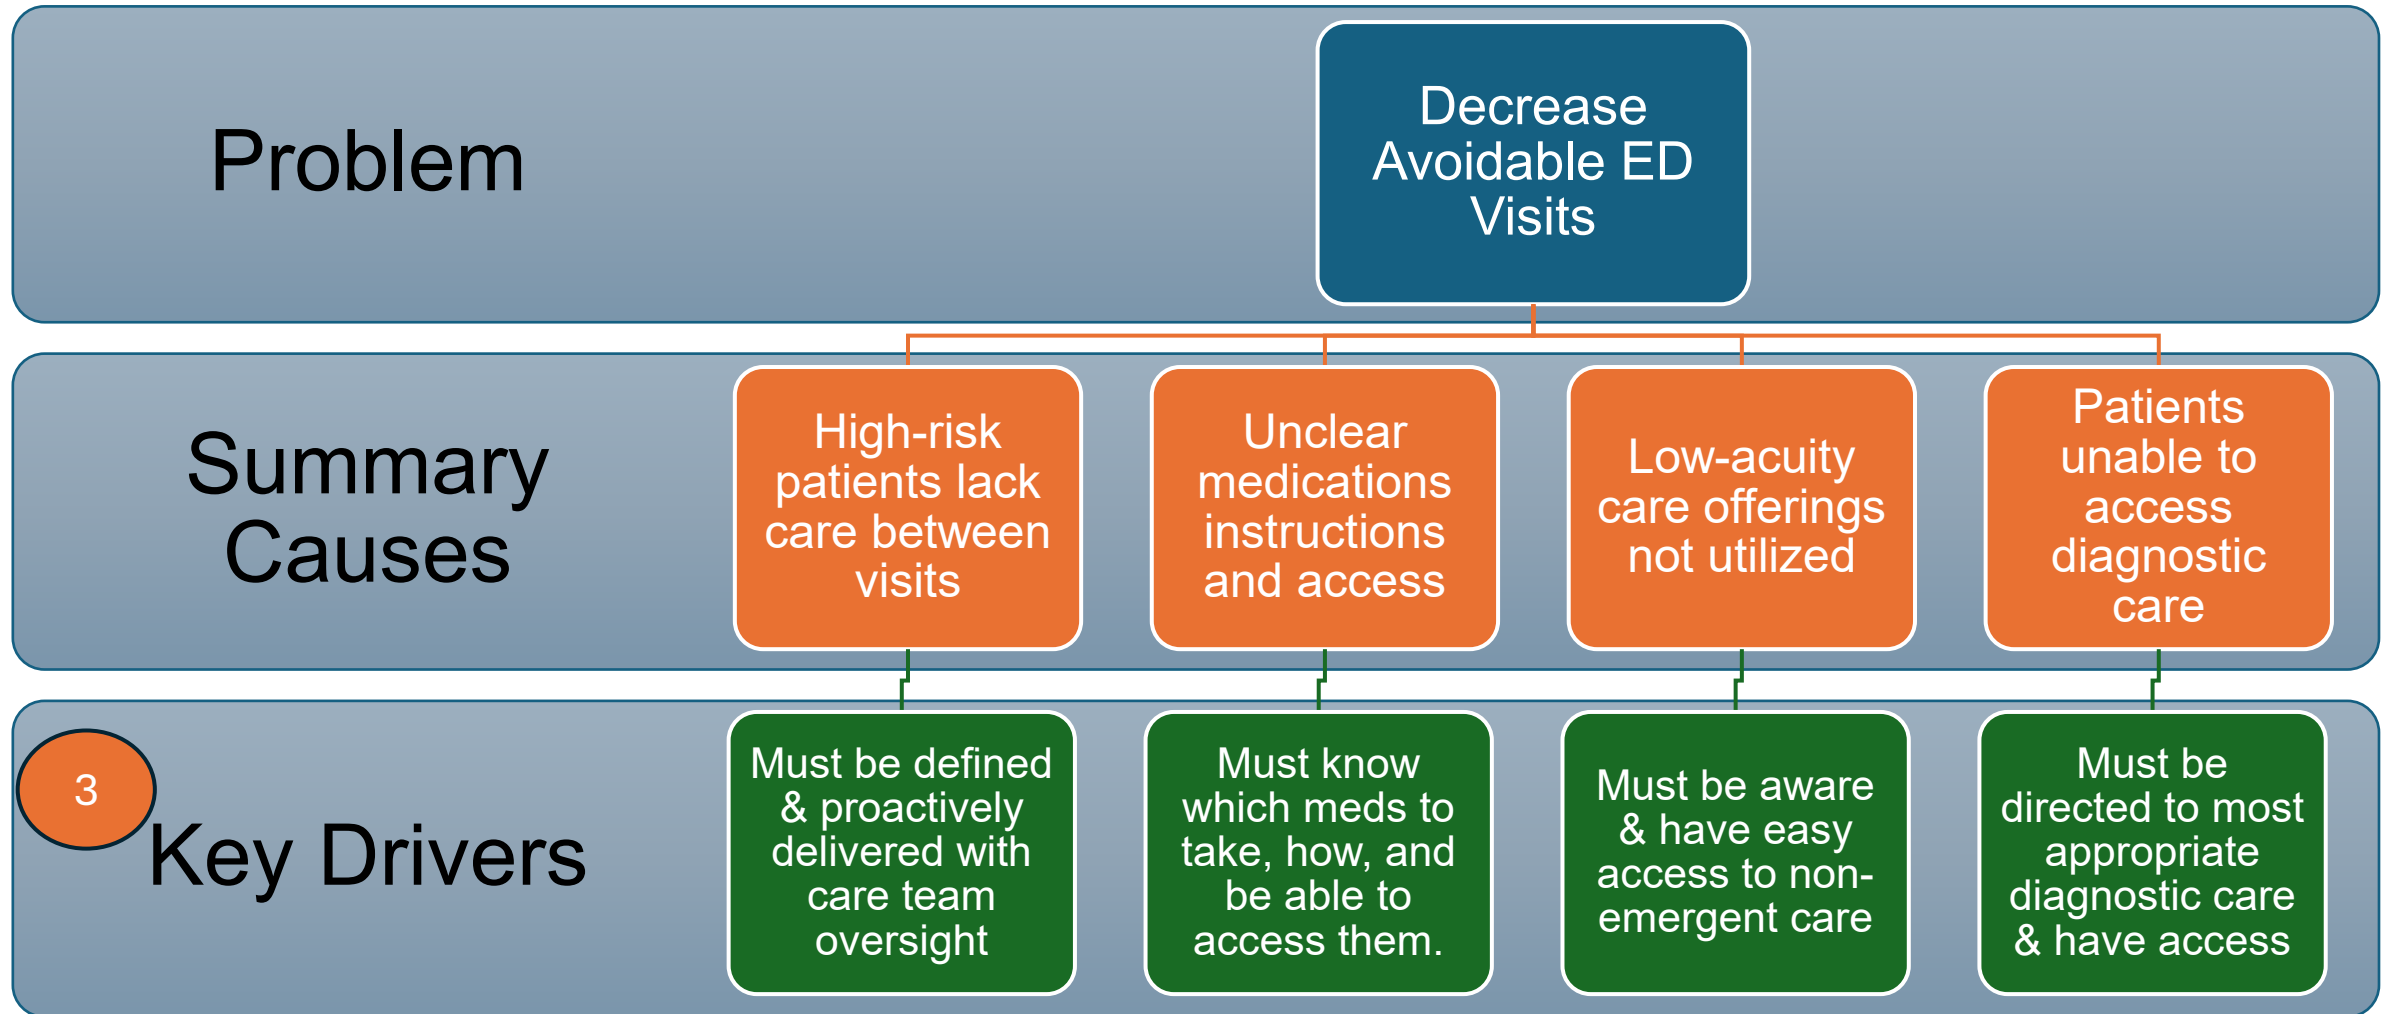 Problem
Decrease
Avoidable ED
Visits
Summary
Causes
High-risk
patients lack
care between
visits
Unclear
medications
instructions
and access
Low-acuity
care offerings
not utilized
Patients
unable to
access
diagnostic
care
3
Key Drivers
Must be defined
& proactively
delivered with
care team
oversight
Must know
which meds to
take, how, and
be able to
access them.
Must be aware
& have easy
access to non-
emergent care
Must be
directed to most
appropriate
diagnostic care
& have access